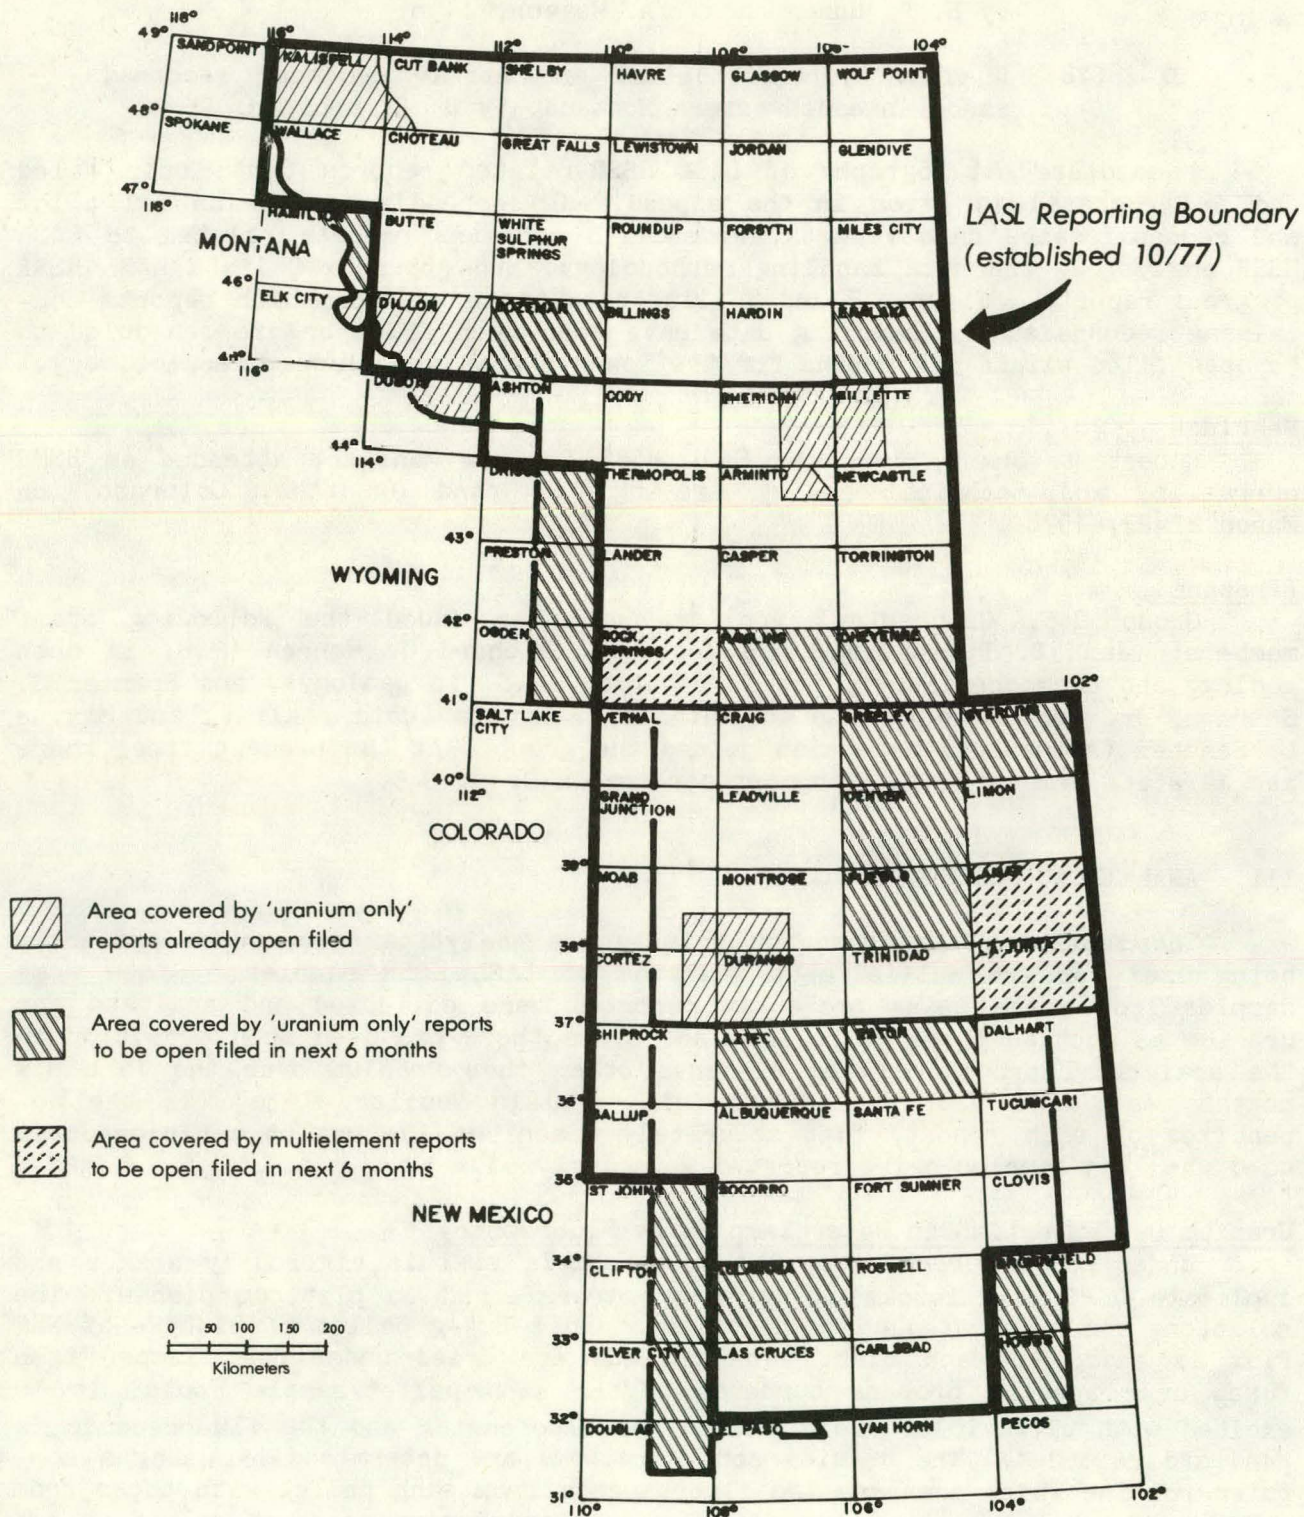 118°
116°
114°
112°
110°
108°
106°
104°
49°
SANDPOINT
KALISPELL
CUT BANK
SHELBY
HAVRE
GLASGOW
WOLF POINT
48°
SPOKANE
WALLACE
CHOTEAU
GREAT FALLS
LEWISTOWN
JORDAN
GLENDIVE
47°
116°
HAMILTON
BUTTE
WHITE
SULPHUR
SPRINGS
ROUNDUP
FORSYTH
MILES CITY
LASL Reporting Boundary
(established 10/77)
MONTANA
46°
ELK CITY
DILLON
BOZEMAN
BILLINGS
HARDIN
EKALAKA
116°
DUBOIS
ASHTON
CODY
SHERIDAN
GILLETTE
44°
114°
DRIGGS
THERMOPOLIS
ARMINTO
NEWCASTLE
43°
PRESTON
LANDER
CASPER
TORRINGTON
WYOMING
42°
OGDEN
ROCK
SPRINGS
RAWLINS
CHEYENNE
102°
41°
SALT LAKE
CITY
VERNAL
CRAIG
GREELEY
STERLING
40°
112°
GRAND
JUNCTION
LEADVILLE
DENVER
LIMON
COLORADO
39°
MOAB
MONTROSE
PUEBLO
LAMAR
Area covered by 'uranium only'
reports already open filed
38°
CORTEZ
DURANGO
TRINIDAD
LA JUNTA
Area covered by 'uranium only' reports
to be open filed in next 6 months
37°
SHIPROCK
AZTEC
RATON
DALHART
36°
GALLUP
ALBUQUERQUE
SANTA FE
TUCUMCARI
Area covered by multielement reports
to be open filed in next 6 months
35°
ST JOHNS
SOCORRO
FORT SUMNER
CLOVIS
NEW MEXICO
34°
CLIFTON
TULAROSA
ROSWELL
BROWNFIELD
0 50 100 150 200
Kilometers
33°
SILVER CITY
LAS CRUCES
CARLSBAD
HOBBS
32°
DOUGLAS
EL PASO
VAN HORN
PECOS
31°
110°
108°
106°
104°
102°